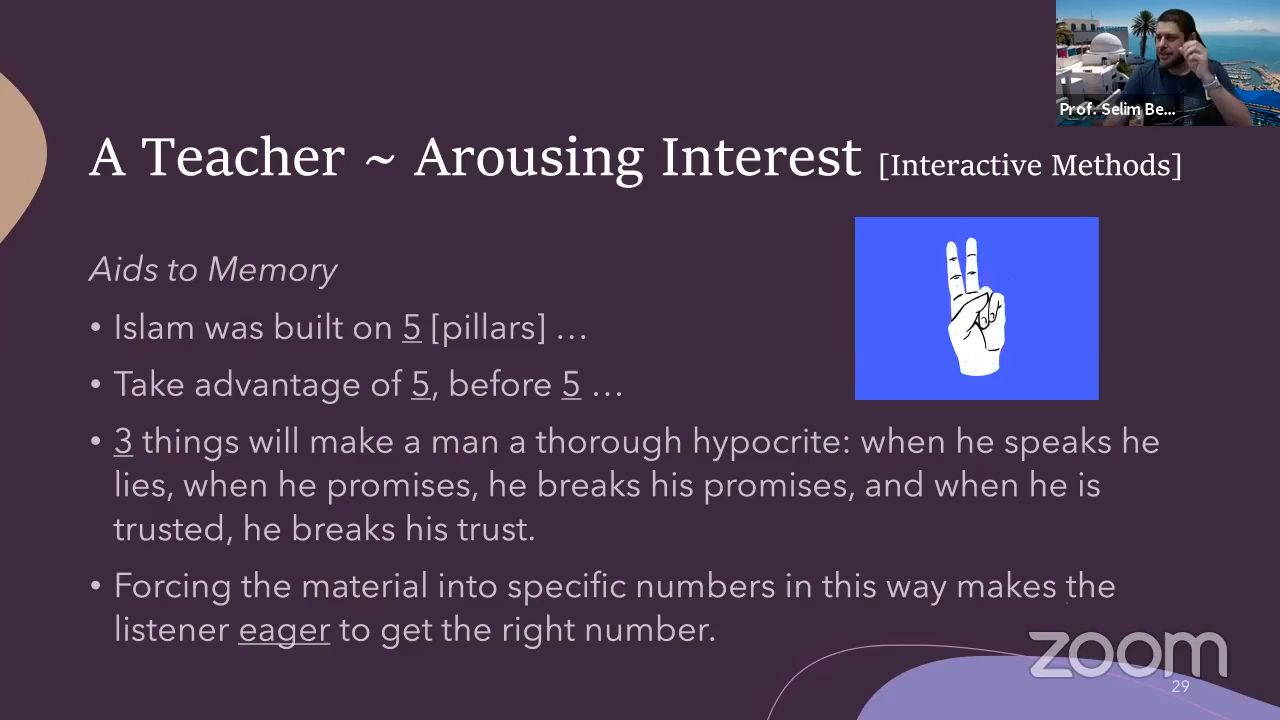 Prof. Selim Be...
A Teacher ~ Arousing Interest [Interactive Methods]
Aids to Memory
• Islam was built on 5 [pillars] …
• Take advantage of 5, before 5 …
• 3 things will make a man a thorough hypocrite: when he speaks he
lies, when he promises, he breaks his promises, and when he is
trusted, he breaks his trust.
• Forcing the material into specific numbers in this way makes the
listener eager to get the right number.
zoom
29